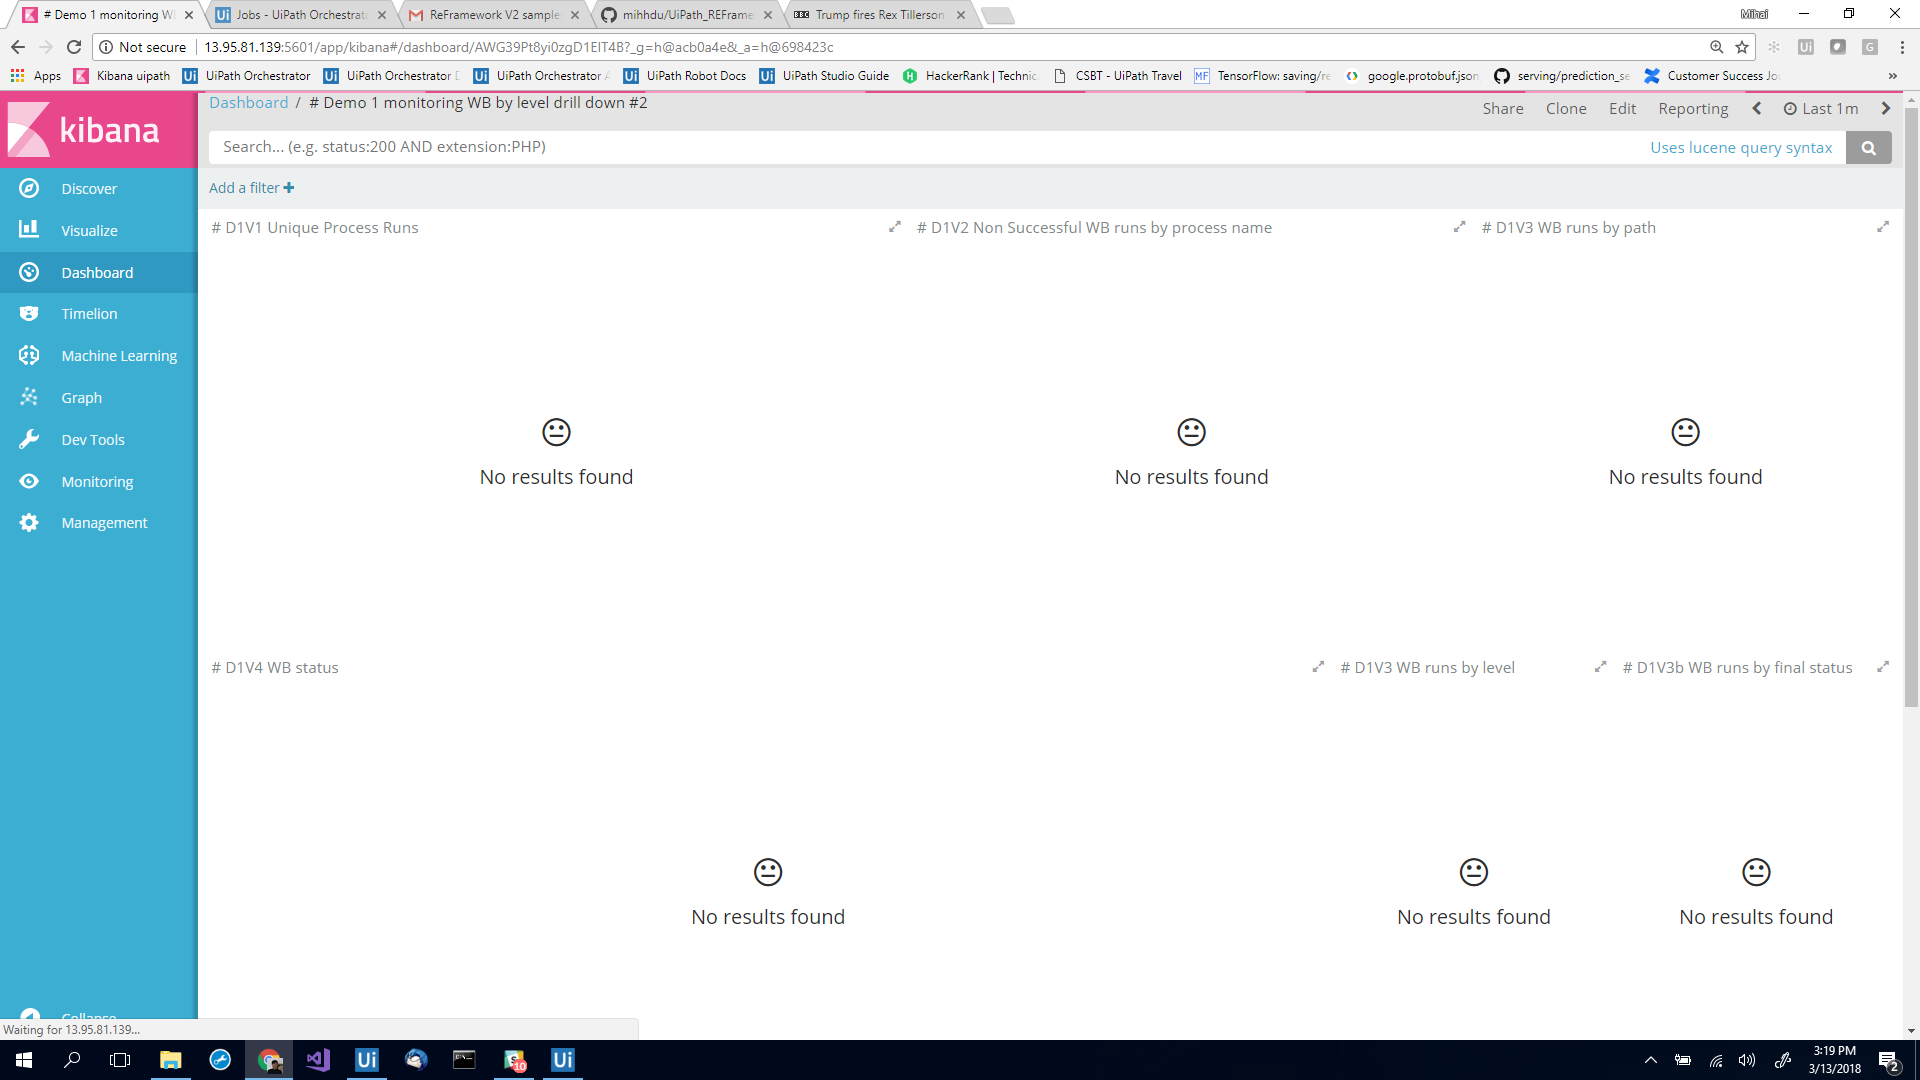 # Demo 1 monitoring W
Jobs - UiPath Orchestrat
ReFramework V2 sample
mihhdu/UiPath_REFrame
BBC Trump fires Rex Tillerson
Mihai
Not secure 13.95.81.139:5601/app/kibana#/dashboard/AWG39Pt8yi0zgD1EIT4B?_g=h@acb0a4e&_a=h@698423c
Apps Kibana uipath UiPath Orchestrator UiPath Orchestrator UiPath Orchestrator UiPath Robot Docs UiPath Studio Guide HackerRank | Technic CSBT - UiPath Travel TensorFlow: saving/re google.protobuf.json serving/prediction_se Customer Success Jou
kibana
Dashboard / # Demo 1 monitoring WB by level drill down #2
Share Clone Edit Reporting Last 1m
Search... (e.g. status:200 AND extension:PHP) Uses lucene query syntax
Add a filter
Discover
Visualize
Dashboard
Timelion
Machine Learning
Graph
Dev Tools
Monitoring
Management
Collapse
# D1V1 Unique Process Runs
# D1V2 Non Successful WB runs by process name
# D1V3 WB runs by path
No results found
No results found
No results found
# D1V4 WB status
# D1V3 WB runs by level
# D1V3b WB runs by final status
No results found
No results found
No results found
Waiting for 13.95.81.139...
10
3:19 PM
3/13/2018
2